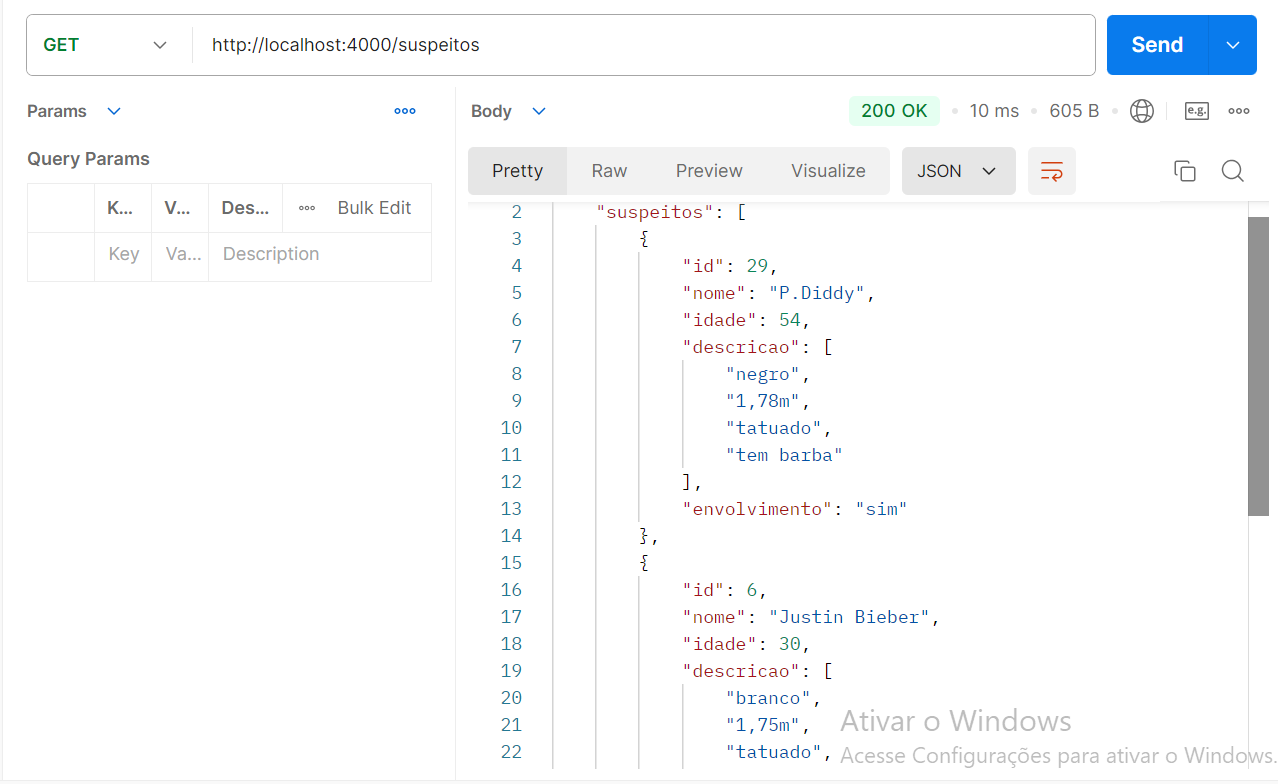 GET http://localhost:4000/suspeitos Send
Params
Body 200 OK 10 ms 605 B e.g.
Query Params
Pretty Raw Preview Visualize JSON
K... V... Des... Bulk Edit
Key Va... Description
2 "suspeitos": [
3 {
4 "id": 29,
5 "nome": "P.Diddy",
6 "idade": 54,
7 "descricao": [
8 "negro",
9 "1,78m",
10 "tatuado",
11 "tem barba"
12 ],
13 "envolvimento": "sim"
14 },
15 {
16 "id": 6,
17 "nome": "Justin Bieber",
18 "idade": 30,
19 "descricao": [
20 "branco",
21 "1,75m",
22 "tatuado",
Ativar o Windows
Acesse Configurações para ativar o Windows.